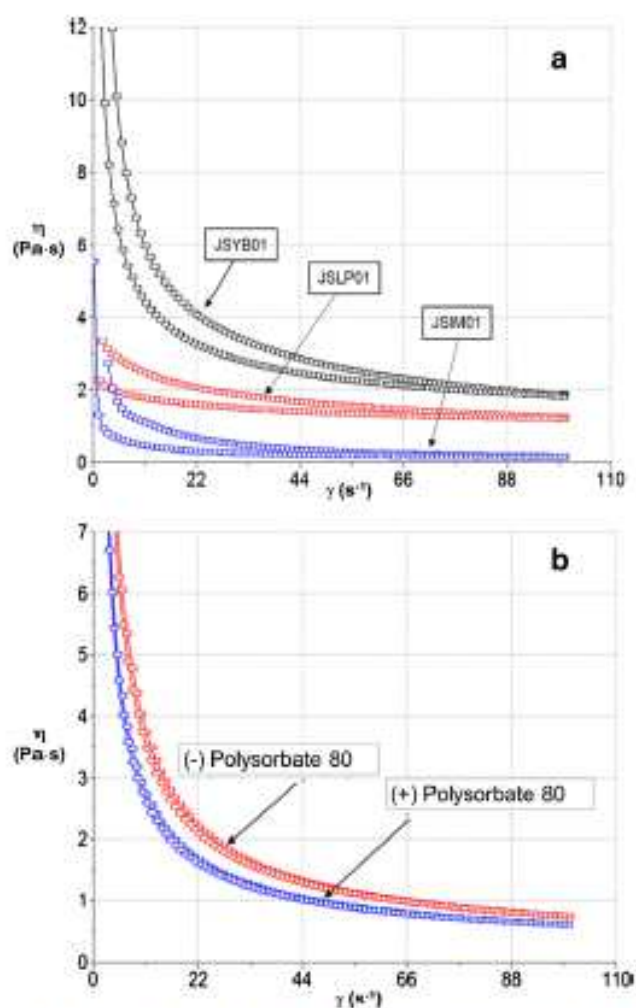 12
a
10
8
η
(Pa·s)
6
JSYB01
JSLP01
4
JSIM01
2
0
0 22 44 66 88 110
γ (s⁻¹)
7
b
6
5
η
(Pa·s)
4
(-) Polysorbate 80
3
(+) Polysorbate 80
2
1
0
0 22 44 66 88 110
γ (s⁻¹)